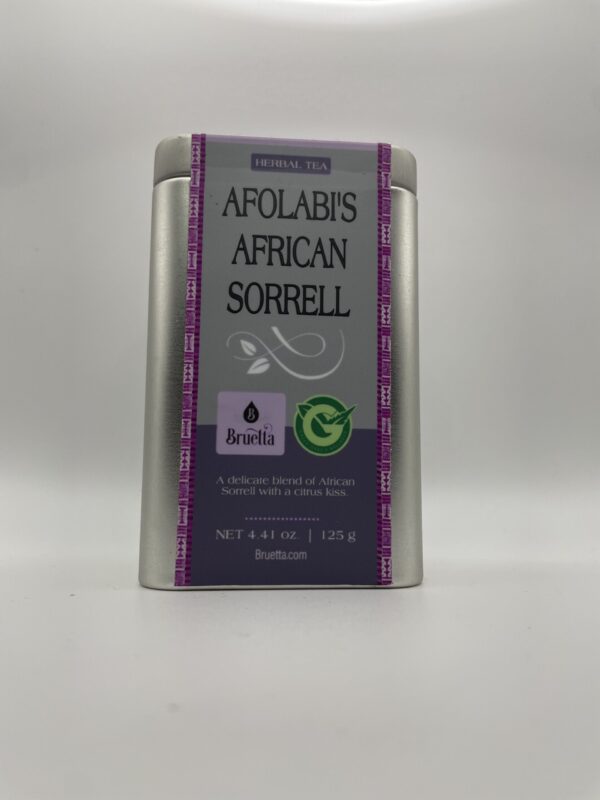 HERBAL TEA
AFOLABI'S
AFRICAN
SORRELL
Bruetta
G
A delicate blend of African
Sorrell with a citrus kiss.
NET 4.41 oz. | 125 g
Bruetta.com